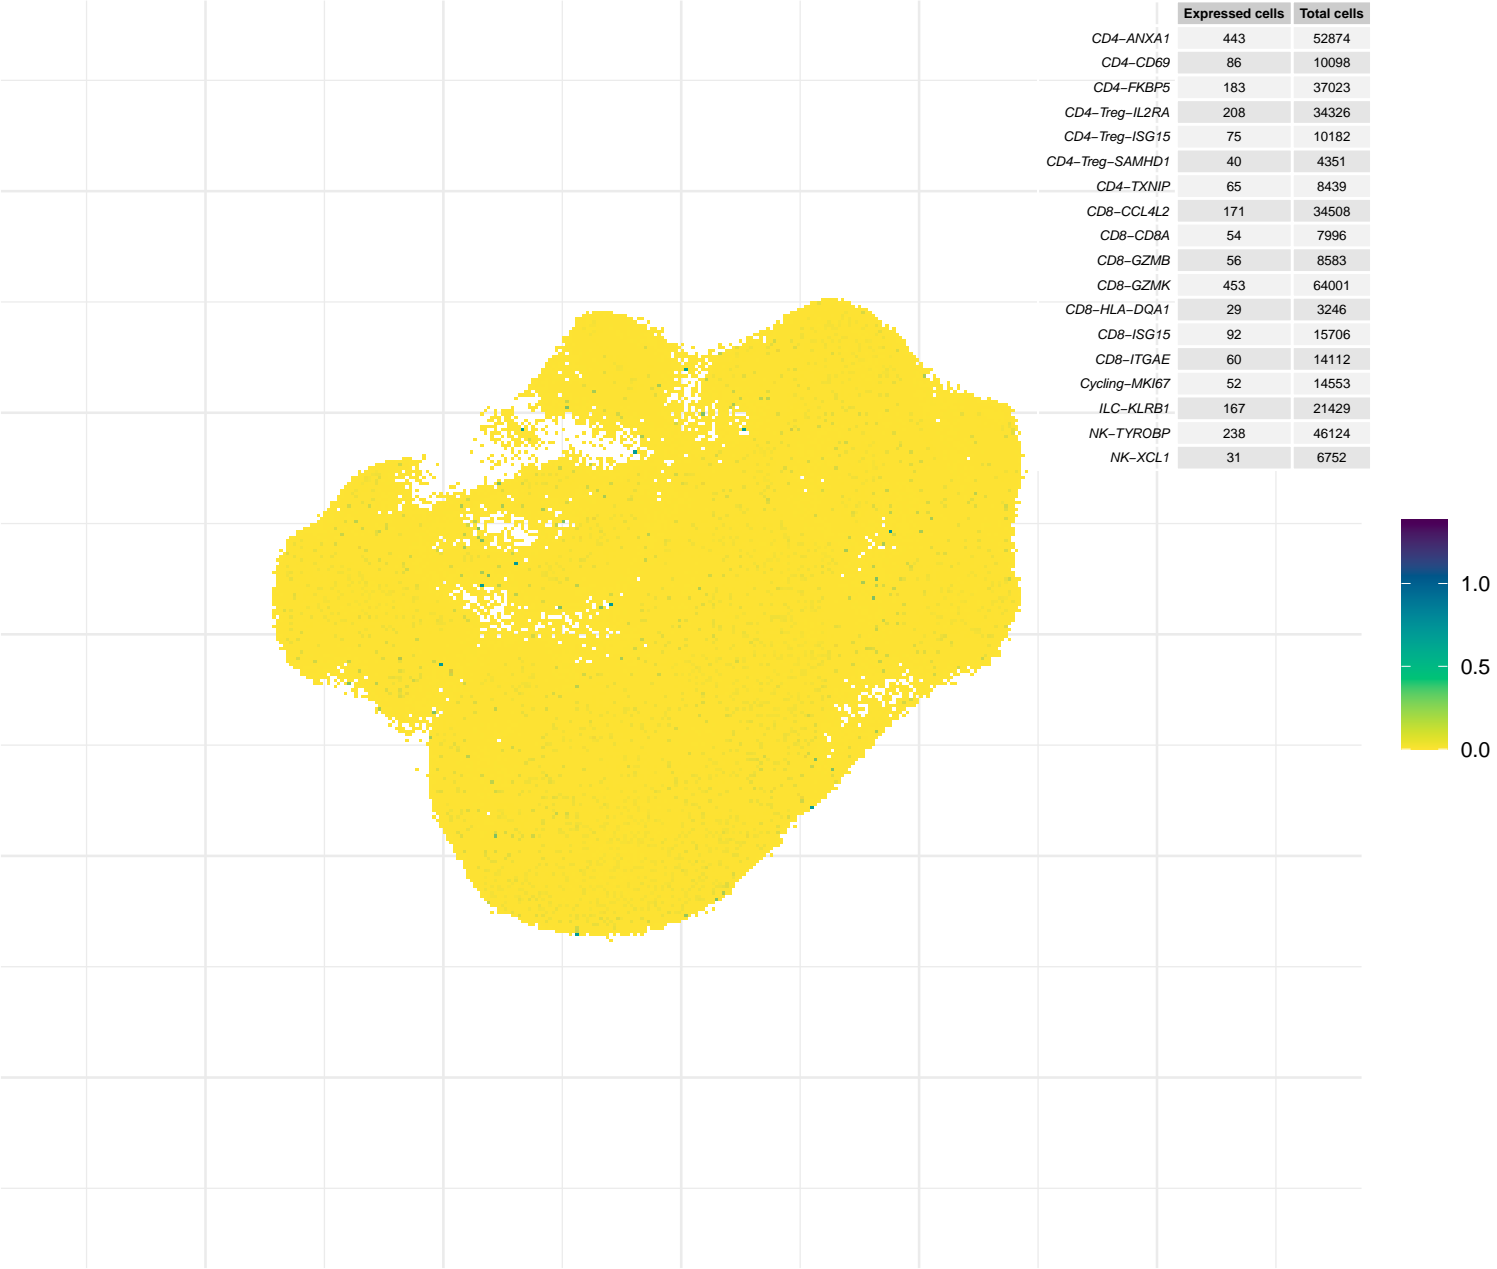 Expressed cells Total cells
CD4−ANXA1 443 52874
CD4−CD69 86 10098
CD4−FKBP5 183 37023
CD4−Treg−IL2RA 208 34326
CD4−Treg−ISG15 75 10182
CD4−Treg−SAMHD1 40 4351
CD4−TXNIP 65 8439
CD8−CCL4L2 171 34508
CD8−CD8A 54 7996
CD8−GZMB 56 8583
CD8−GZMK 453 64001
CD8−HLA−DQA1 29 3246
CD8−ISG15 92 15706
CD8−ITGAE 60 14112
Cycling−MKI67 52 14553
ILC−KLRB1 167 21429
NK−TYROBP 238 46124
NK−XCL1 31 6752
1.0
0.5
0.0